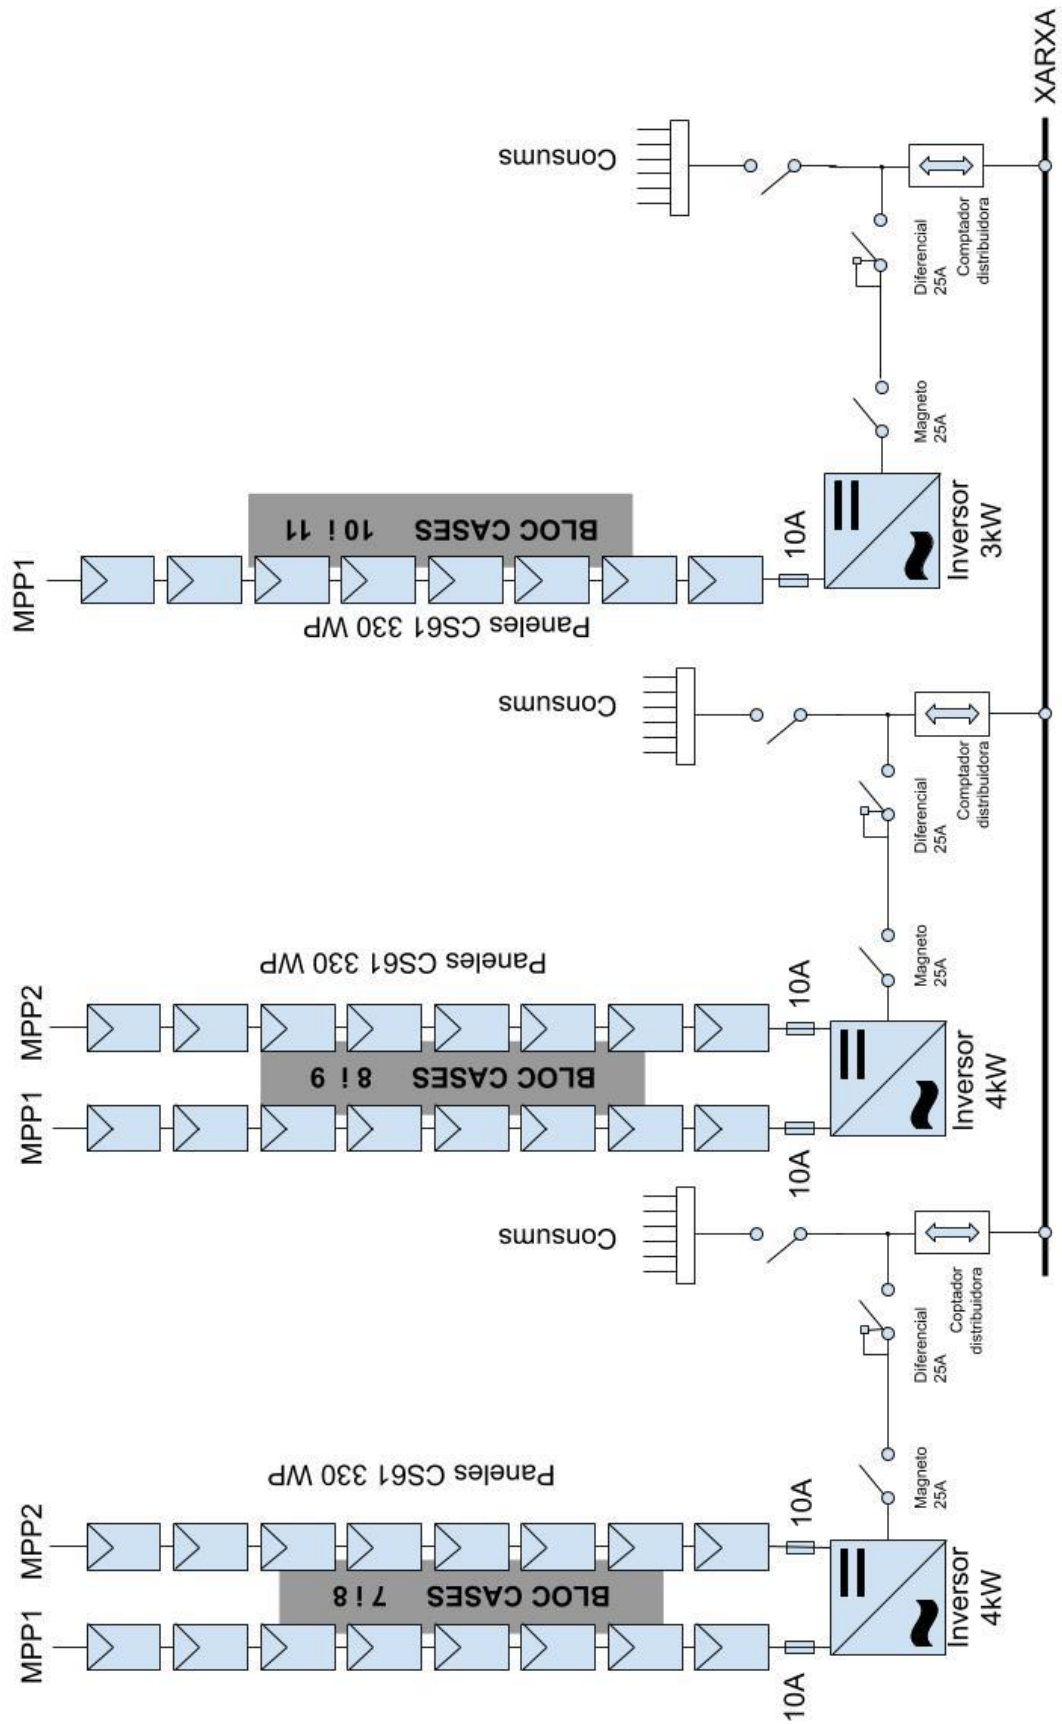 MPP1
Paneles CS61 330 WP
BLOC CASES 10 i 11
10A
Inversor
3kW
Magneto
25A
Diferencial
25A
Comptador
distribuidora
Consums
MPP1
MPP2
Paneles CS61 330 WP
BLOC CASES 8 i 9
10A
10A
Inversor
4kW
Magneto
25A
Diferencial
25A
Comptador
distribuidora
Consums
MPP1
MPP2
Paneles CS61 330 WP
BLOC CASES 7 i 8
10A
10A
Inversor
4kW
Magneto
25A
Diferencial
25A
Coptador
distribuidora
Consums
XARXA